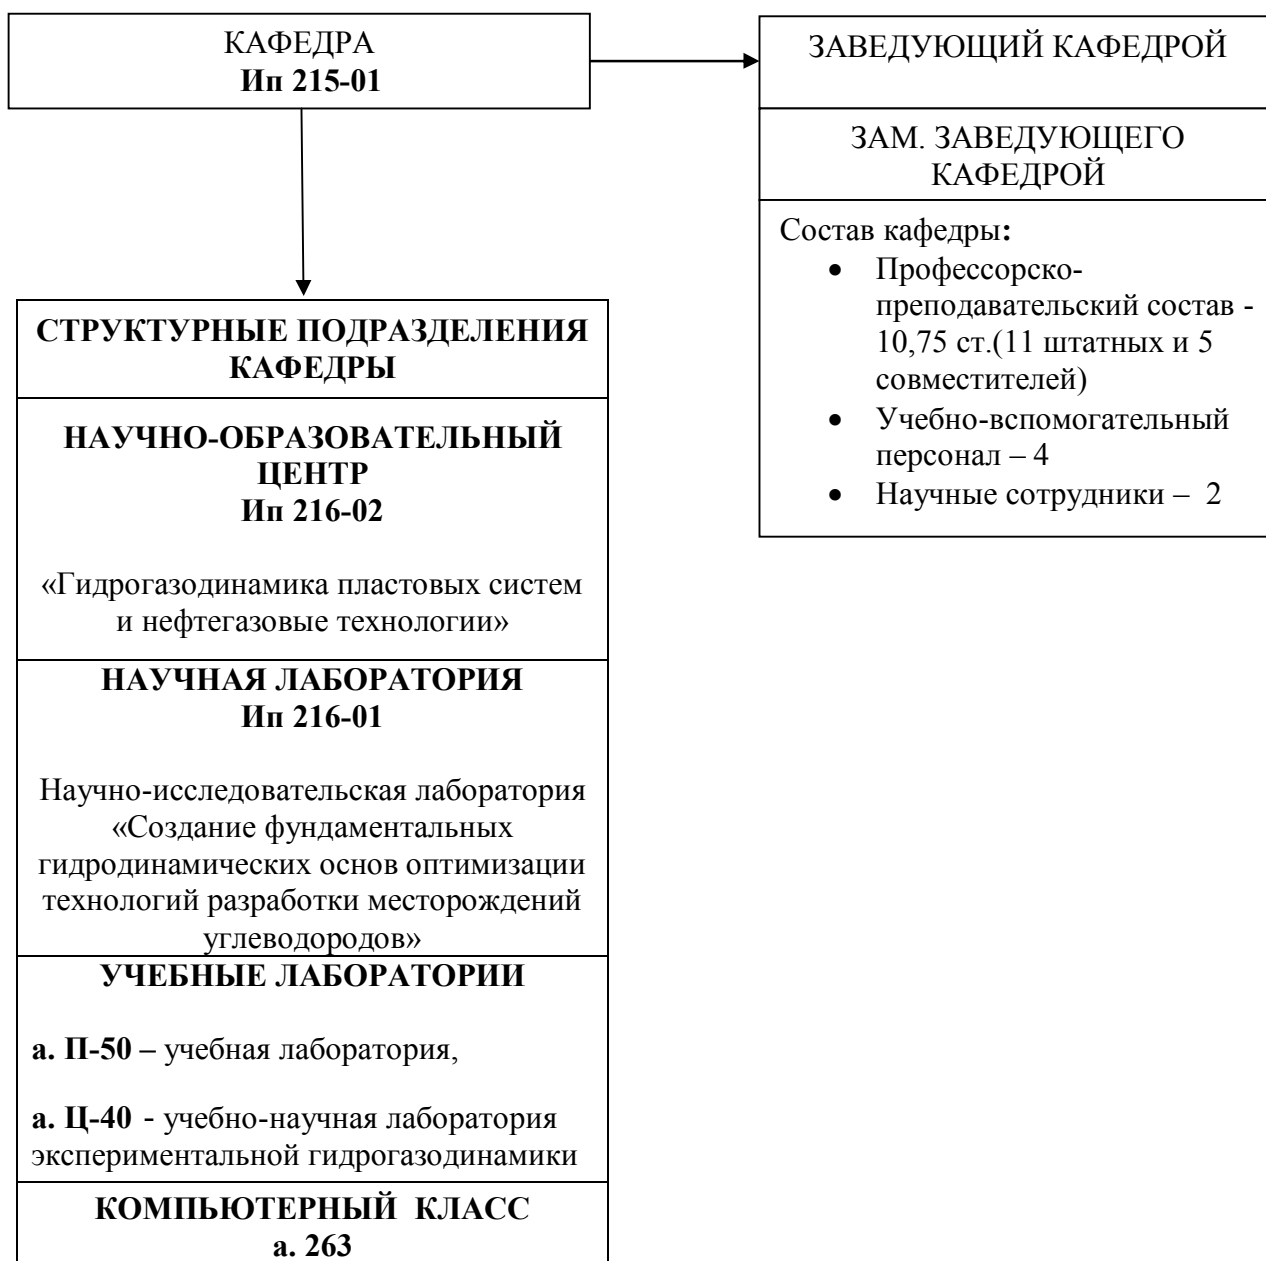 КАФЕДРА
Ип 215-01
ЗАВЕДУЮЩИЙ КАФЕДРОЙ
ЗАМ. ЗАВЕДУЮЩЕГО
КАФЕДРОЙ
Состав кафедры:
• Профессорско-
преподавательский состав -
10,75 ст.(11 штатных и 5
совместителей)
• Учебно-вспомогательный
персонал – 4
• Научные сотрудники – 2
СТРУКТУРНЫЕ ПОДРАЗДЕЛЕНИЯ
КАФЕДРЫ
НАУЧНО-ОБРАЗОВАТЕЛЬНЫЙ
ЦЕНТР
Ип 216-02
«Гидрогазодинамика пластовых систем
и нефтегазовые технологии»
НАУЧНАЯ ЛАБОРАТОРИЯ
Ип 216-01
Научно-исследовательская лаборатория
«Создание фундаментальных
гидродинамических основ оптимизации
технологий разработки месторождений
углеводородов»
УЧЕБНЫЕ ЛАБОРАТОРИИ
а. П-50 – учебная лаборатория,
а. Ц-40 - учебно-научная лаборатория
экспериментальной гидрогазодинамики
КОМПЬЮТЕРНЫЙ КЛАСС
а. 263